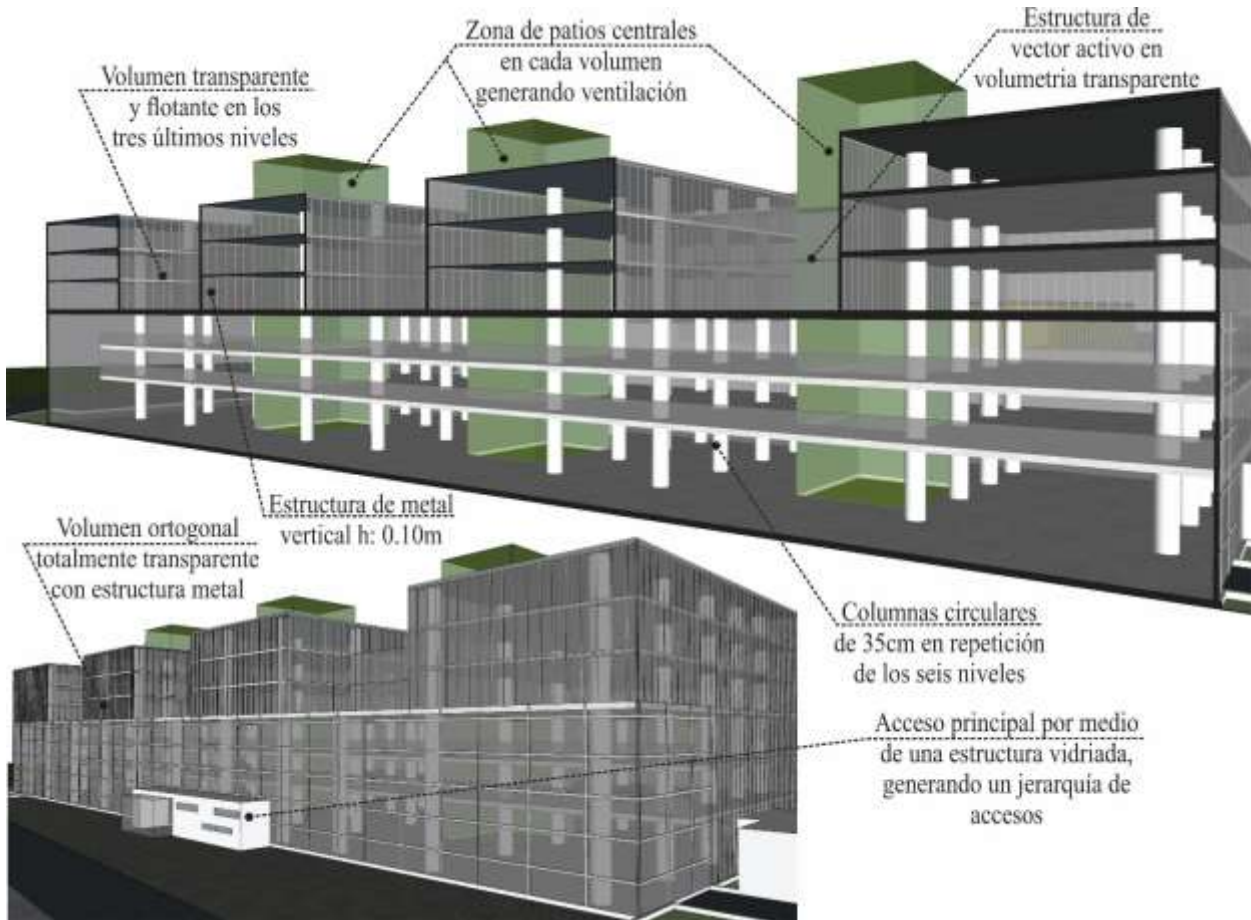 Zona de patios centrales
en cada volumen
generando ventilación
Estructura de
vector activo en
volumetria transparente
Volumen transparente
y flotante en los
tres últimos niveles
Estructura de metal
vertical h: 0.10m
Volumen ortogonal
totalmente transparente
con estructura metal
Columnas circulares
de 35cm en repetición
de los seis niveles
Acceso principal por medio
de una estructura vidriada,
generando un jerarquía de
accesos